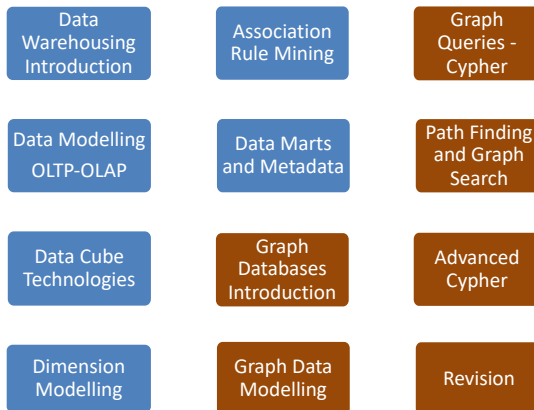 Data
Warehousing
Introduction
Data Modelling
OLTP-OLAP
Data Cube
Technologies
Dimension
Modelling
Association
Rule Mining
Data Marts
and Metadata
Graph
Databases
Introduction
Graph Data
Modelling
Graph
Queries -
Cypher
Path Finding
and Graph
Search
Advanced
Cypher
Revision